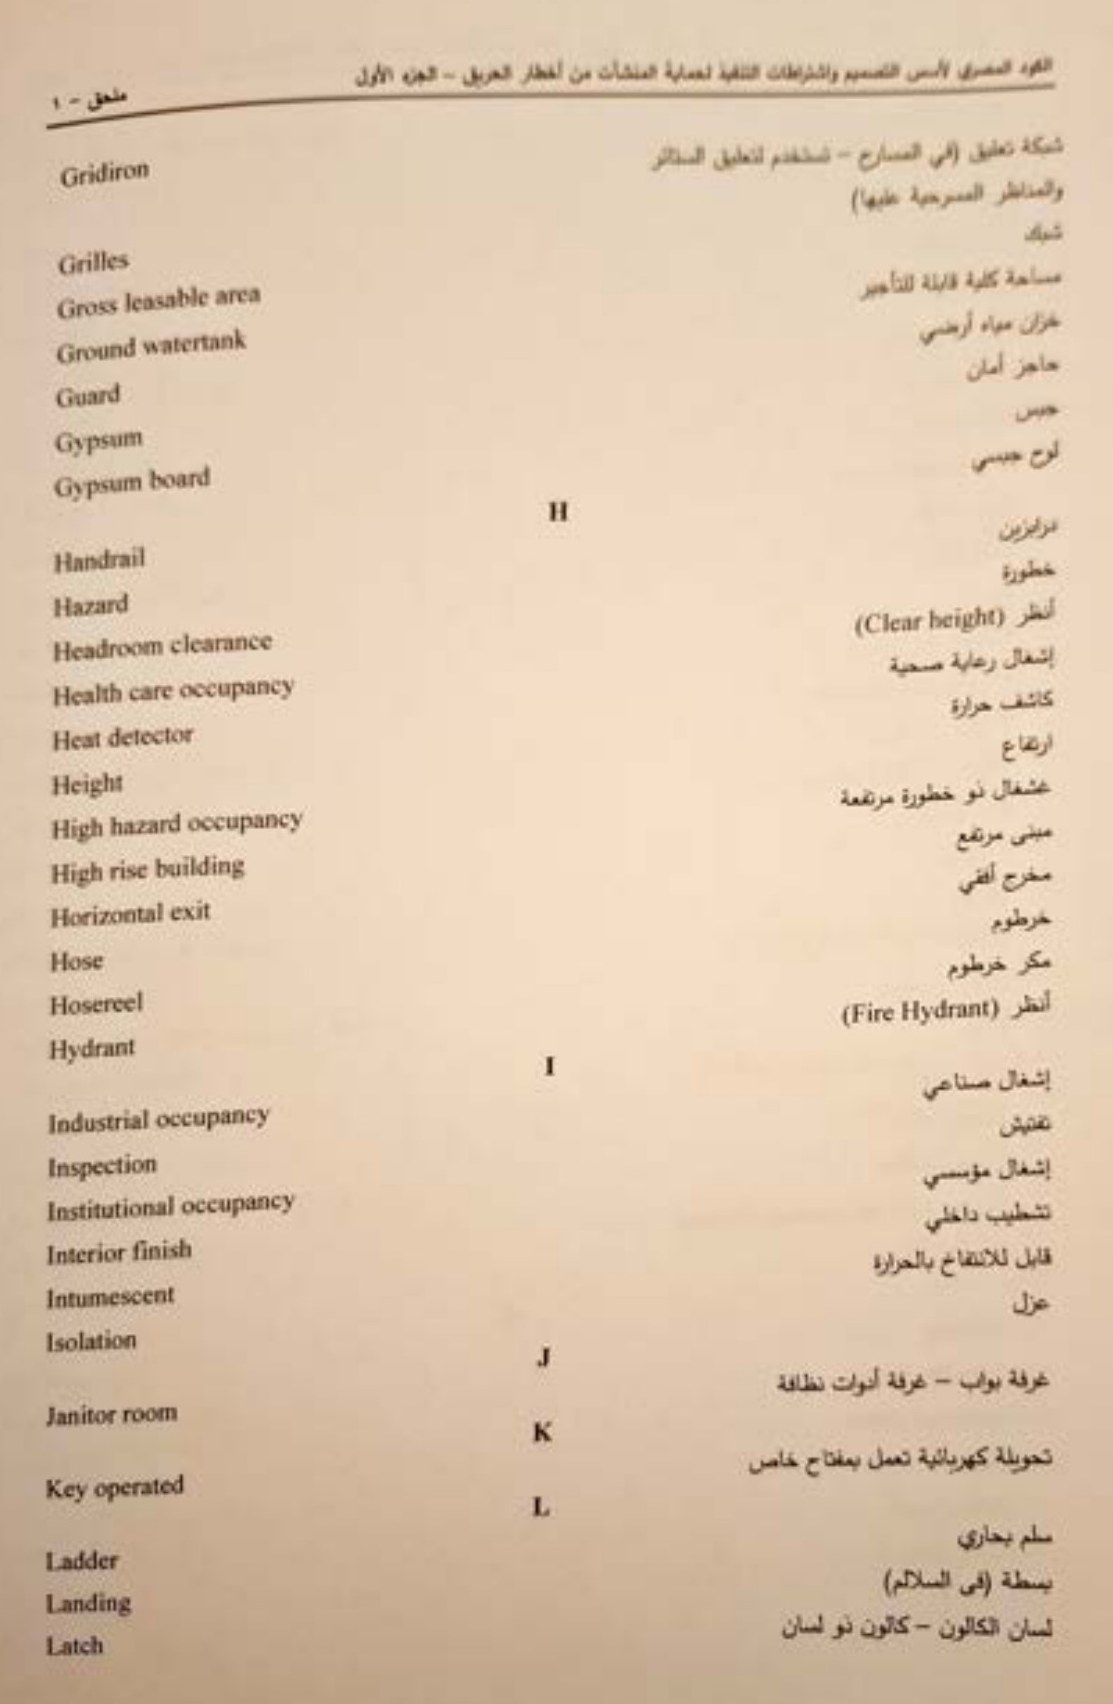 الكود المصري لأسس التصميم واشتراطات التنفيذ لحماية المنشآت من أخطار الحريق – الجزء الأول
ملحق – ١
Gridiron شبكة تعليق (في المسارح – تستخدم لتعليق الستائر
والمناظر المسرحية عليها)
Grilles شبك
Gross leasable area مساحة كلية قابلة للتأجير
Ground watertank خزان مياه أرضي
Guard حاجز أمان
Gypsum جبس
Gypsum board لوح جبسي
H
Handrail درابزين
Hazard خطورة
Headroom clearance أنظر (Clear height)
Health care occupancy إشغال رعاية صحية
Heat detector كاشف حرارة
Height ارتفاع
High hazard occupancy غشغال ذو خطورة مرتفعة
High rise building مبنى مرتفع
Horizontal exit مخرج أفقي
Hose خرطوم
Hosereel مكر خرطوم
Hydrant أنظر (Fire Hydrant)
I
Industrial occupancy إشغال صناعي
Inspection تفتيش
Institutional occupancy إشغال مؤسسي
Interior finish تشطيب داخلي
Intumescent قابل للانتفاخ بالحرارة
Isolation عزل
J
Janitor room غرفة بواب – غرفة أدوات نظافة
K
Key operated تحويلة كهربائية تعمل بمفتاح خاص
L
Ladder سلم بحاري
Landing بسطة (فى السلالم)
Latch لسان الكالون – كالون ذو لسان